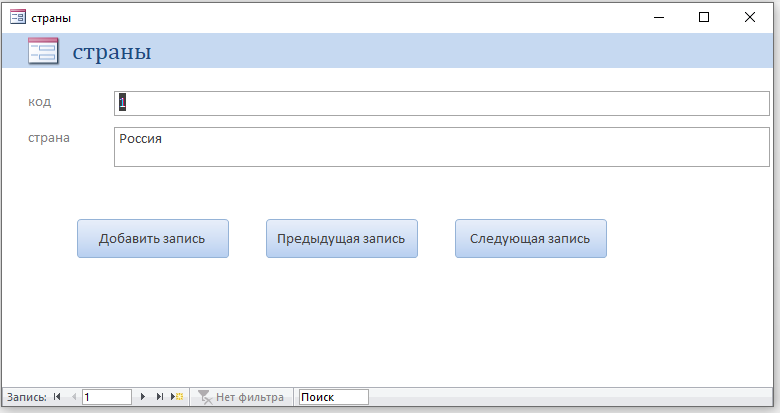 страны
страны
код 1
страна Россия
Добавить запись Предыдущая запись Следующая запись
Запись: 1 Нет фильтра Поиск